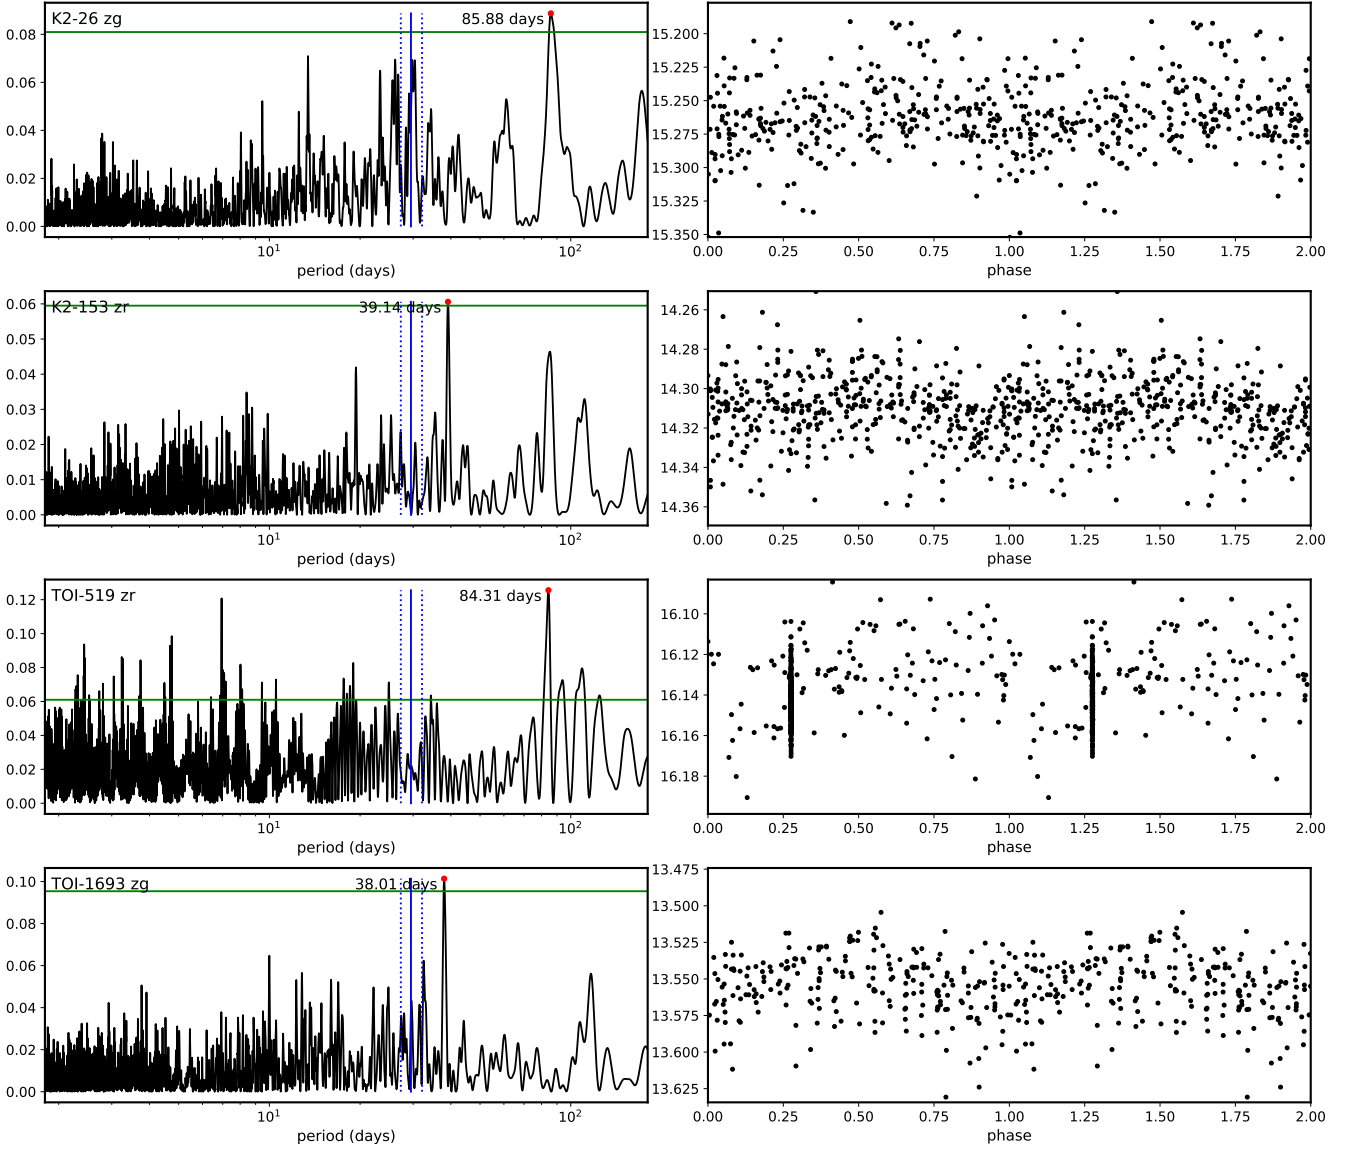 K2-26 zg
85.88 days
0.08
0.06
0.04
0.02
0.00
10¹
10²
period (days)
15.200
15.225
15.250
15.275
15.300
15.325
15.350
0.00 0.25 0.50 0.75 1.00 1.25 1.50 1.75 2.00
phase
K2-153 zr
39.14 days
0.06
0.05
0.04
0.03
0.02
0.01
0.00
10¹
10²
period (days)
14.26
14.28
14.30
14.32
14.34
14.36
0.00 0.25 0.50 0.75 1.00 1.25 1.50 1.75 2.00
phase
TOI-519 zr
84.31 days
0.12
0.10
0.08
0.06
0.04
0.02
0.00
10¹
10²
period (days)
16.10
16.12
16.14
16.16
16.18
0.00 0.25 0.50 0.75 1.00 1.25 1.50 1.75 2.00
phase
TOI-1693 zg
38.01 days
0.10
0.08
0.06
0.04
0.02
0.00
10¹
10²
period (days)
13.475
13.500
13.525
13.550
13.575
13.600
13.625
0.00 0.25 0.50 0.75 1.00 1.25 1.50 1.75 2.00
phase